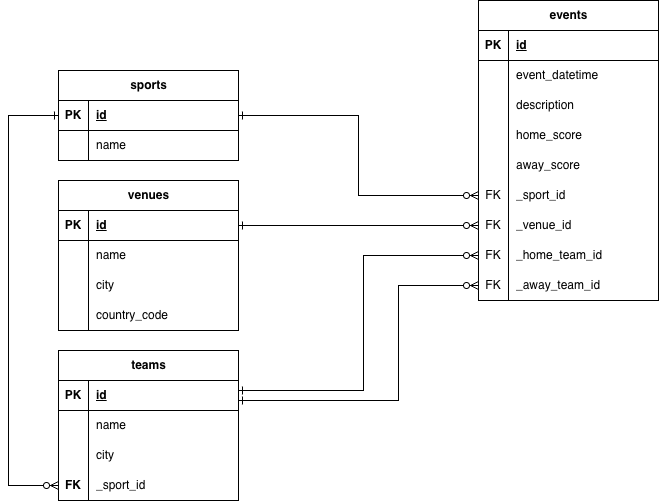 sports
PK id
name
venues
PK id
name
city
country_code
teams
PK id
name
city
FK _sport_id
events
PK id
event_datetime
description
home_score
away_score
FK _sport_id
FK _venue_id
FK _home_team_id
FK _away_team_id